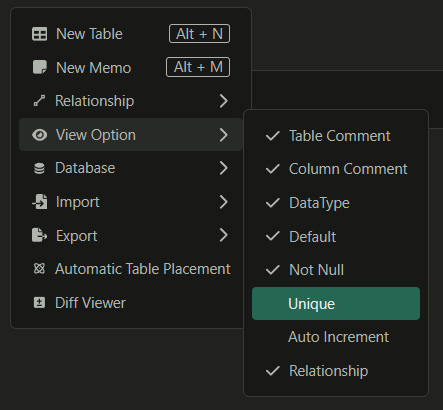 New Table Alt + N
New Memo Alt + M
Relationship
View Option
Database
Import
Export
Automatic Table Placement
Diff Viewer
Table Comment
Column Comment
DataType
Default
Not Null
Unique
Auto Increment
Relationship